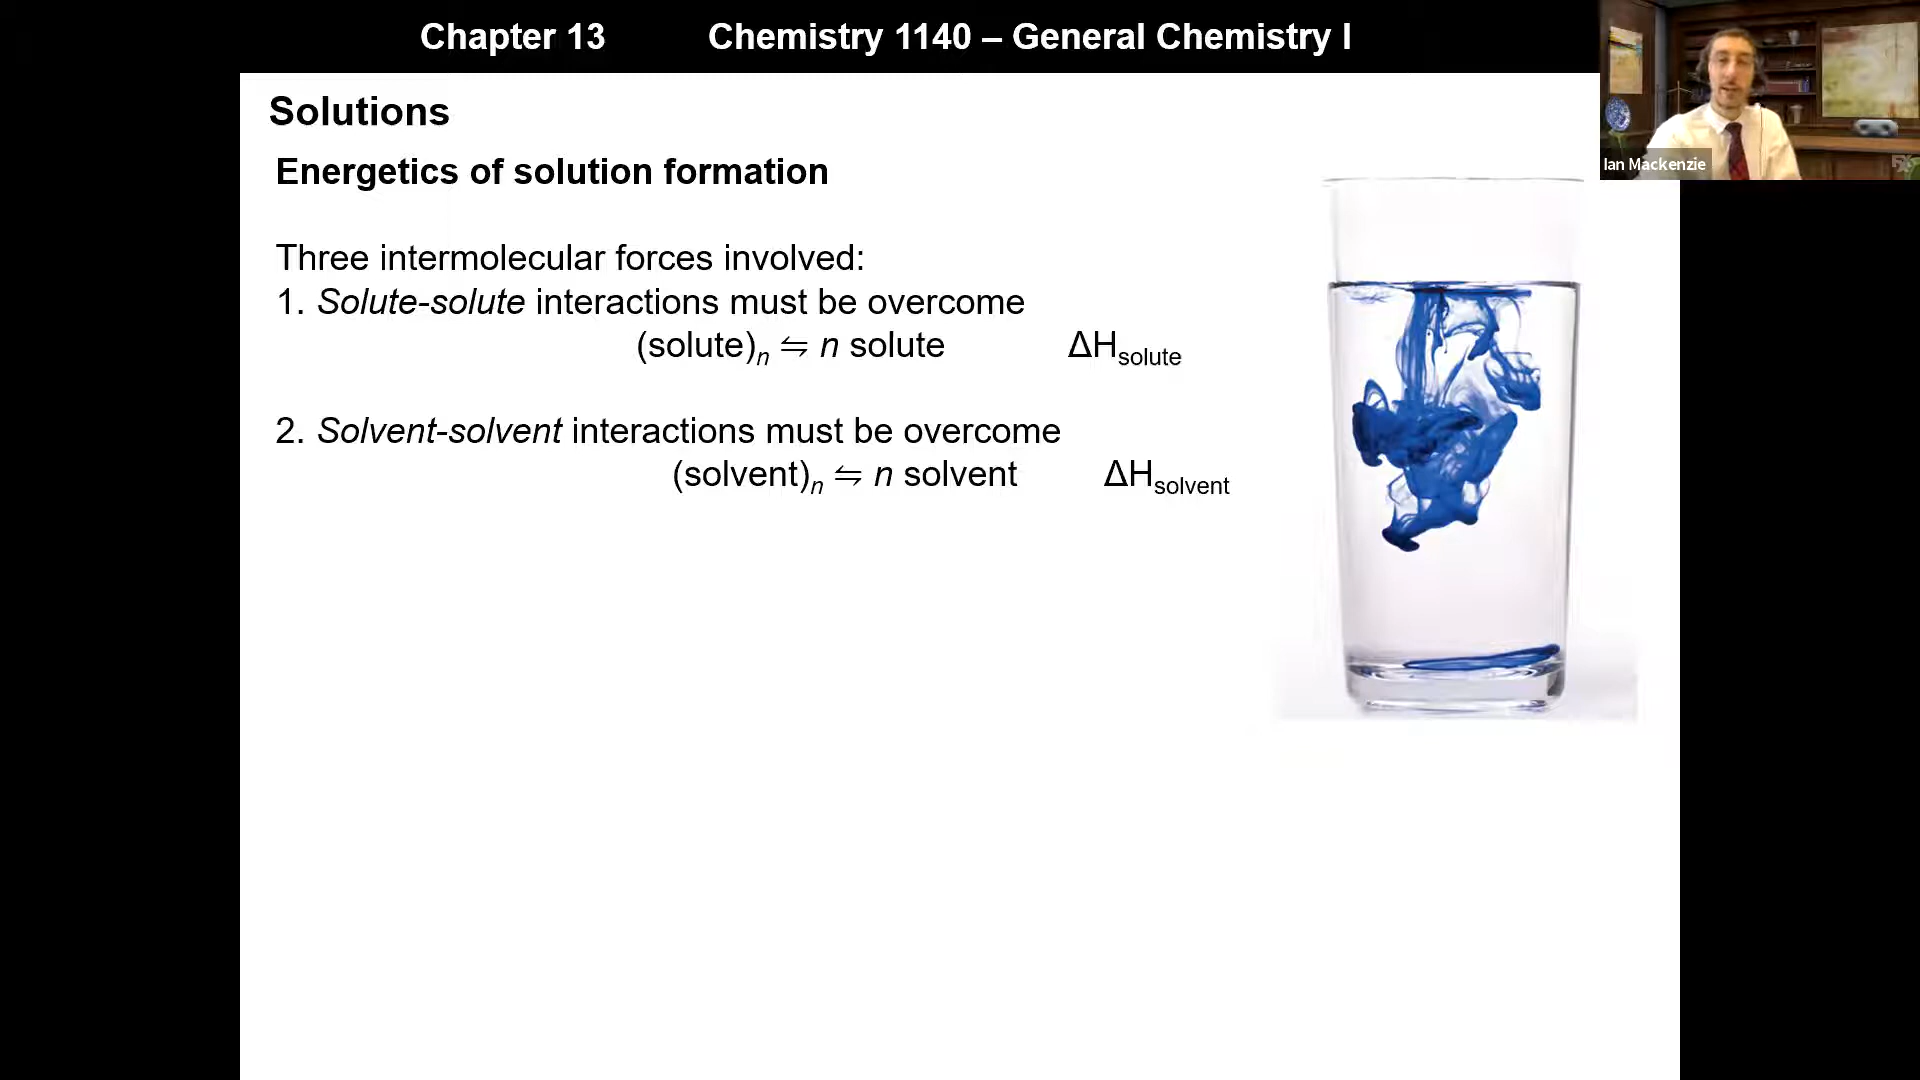 Chapter 13 Chemistry 1140 – General Chemistry I
Solutions
Energetics of solution formation
Three intermolecular forces involved:
1. Solute-solute interactions must be overcome
(solute)n ⇋ n solute ΔHsolute
2. Solvent-solvent interactions must be overcome
(solvent)n ⇋ n solvent ΔHsolvent
Ian Mackenzie